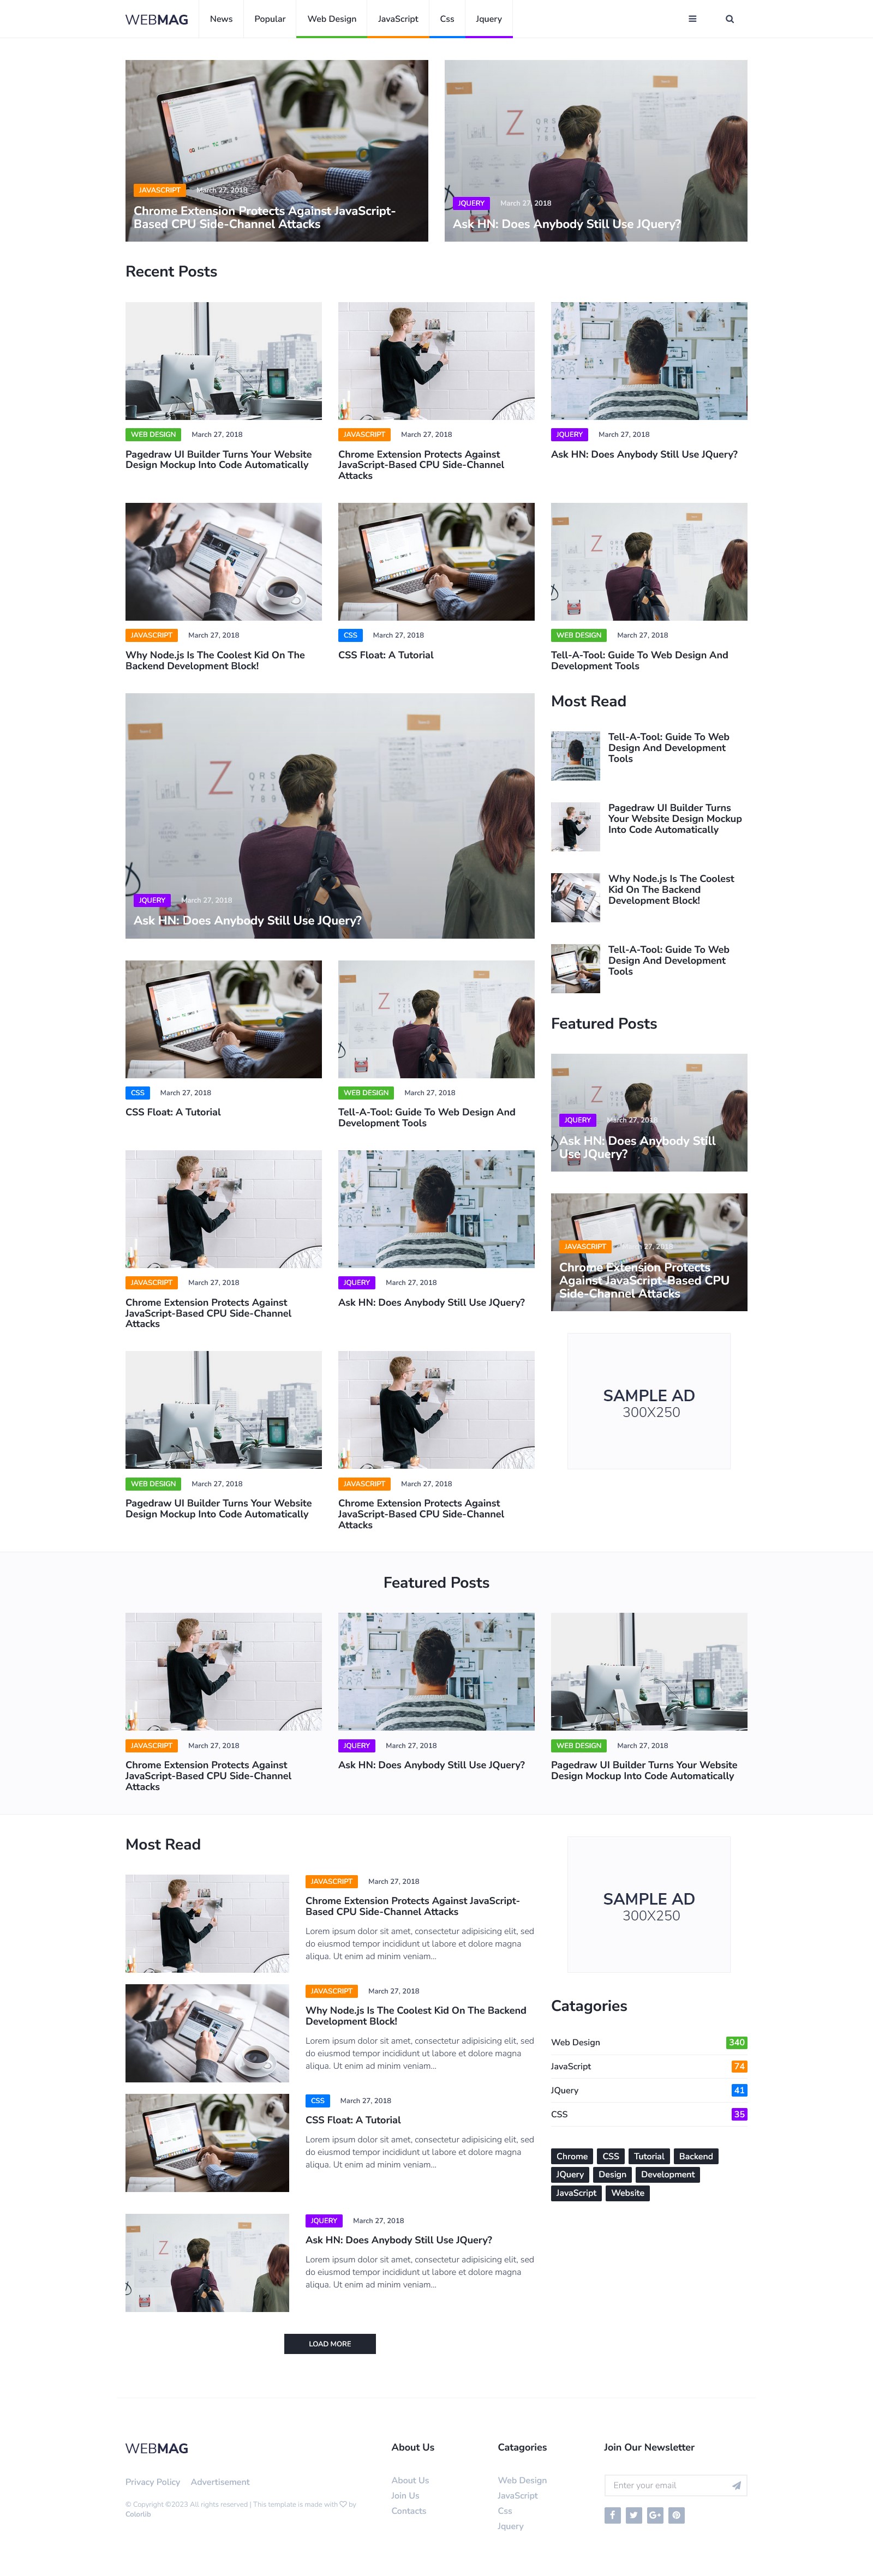 WEBMAG
News
Popular
Web Design
JavaScript
Css
Jquery
JAVASCRIPT
March 27, 2018
Chrome Extension Protects Against JavaScript-
Based CPU Side-Channel Attacks
JQUERY
March 27, 2018
Ask HN: Does Anybody Still Use JQuery?
Recent Posts
WEB DESIGN
March 27, 2018
Pagedraw UI Builder Turns Your Website
Design Mockup Into Code Automatically
JAVASCRIPT
March 27, 2018
Chrome Extension Protects Against
JavaScript-Based CPU Side-Channel
Attacks
JQUERY
March 27, 2018
Ask HN: Does Anybody Still Use JQuery?
JAVASCRIPT
March 27, 2018
Why Node.js Is The Coolest Kid On The
Backend Development Block!
CSS
March 27, 2018
CSS Float: A Tutorial
WEB DESIGN
March 27, 2018
Tell-A-Tool: Guide To Web Design And
Development Tools
JQUERY
March 27, 2018
Ask HN: Does Anybody Still Use JQuery?
CSS
March 27, 2018
CSS Float: A Tutorial
WEB DESIGN
March 27, 2018
Tell-A-Tool: Guide To Web Design And
Development Tools
JAVASCRIPT
March 27, 2018
Chrome Extension Protects Against
JavaScript-Based CPU Side-Channel
Attacks
JQUERY
March 27, 2018
Ask HN: Does Anybody Still Use JQuery?
WEB DESIGN
March 27, 2018
Pagedraw UI Builder Turns Your Website
Design Mockup Into Code Automatically
JAVASCRIPT
March 27, 2018
Chrome Extension Protects Against
JavaScript-Based CPU Side-Channel
Attacks
Most Read
Tell-A-Tool: Guide To Web
Design And Development
Tools
Pagedraw UI Builder Turns
Your Website Design Mockup
Into Code Automatically
Why Node.js Is The Coolest
Kid On The Backend
Development Block!
Tell-A-Tool: Guide To Web
Design And Development
Tools
Featured Posts
JQUERY
March 27, 2018
Ask HN: Does Anybody Still
Use JQuery?
JAVASCRIPT
March 27, 2018
Chrome Extension Protects
Against JavaScript-Based CPU
Side-Channel Attacks
SAMPLE AD
300X250
Featured Posts
JAVASCRIPT
March 27, 2018
Chrome Extension Protects Against
JavaScript-Based CPU Side-Channel
Attacks
JQUERY
March 27, 2018
Ask HN: Does Anybody Still Use JQuery?
WEB DESIGN
March 27, 2018
Pagedraw UI Builder Turns Your Website
Design Mockup Into Code Automatically
Most Read
JAVASCRIPT
March 27, 2018
Chrome Extension Protects Against JavaScript-
Based CPU Side-Channel Attacks
Lorem ipsum dolor sit amet, consectetur adipisicing elit, sed
do eiusmod tempor incididunt ut labore et dolore magna
aliqua. Ut enim ad minim veniam...
JAVASCRIPT
March 27, 2018
Why Node.js Is The Coolest Kid On The Backend
Development Block!
Lorem ipsum dolor sit amet, consectetur adipisicing elit, sed
do eiusmod tempor incididunt ut labore et dolore magna
aliqua. Ut enim ad minim veniam...
CSS
March 27, 2018
CSS Float: A Tutorial
Lorem ipsum dolor sit amet, consectetur adipisicing elit, sed
do eiusmod tempor incididunt ut labore et dolore magna
aliqua. Ut enim ad minim veniam...
JQUERY
March 27, 2018
Ask HN: Does Anybody Still Use JQuery?
Lorem ipsum dolor sit amet, consectetur adipisicing elit, sed
do eiusmod tempor incididunt ut labore et dolore magna
aliqua. Ut enim ad minim veniam...
LOAD MORE
SAMPLE AD
300X250
Catagories
Web Design 340
JavaScript 74
JQuery 41
CSS 35
Chrome CSS Tutorial Backend
JQuery Design Development
JavaScript Website
WEBMAG
Privacy Policy Advertisement
© Copyright ©2023 All rights reserved | This template is made with by
Colorlib
About Us
About Us
Join Us
Contacts
Catagories
Web Design
JavaScript
Css
Jquery
Join Our Newsletter
Enter your email